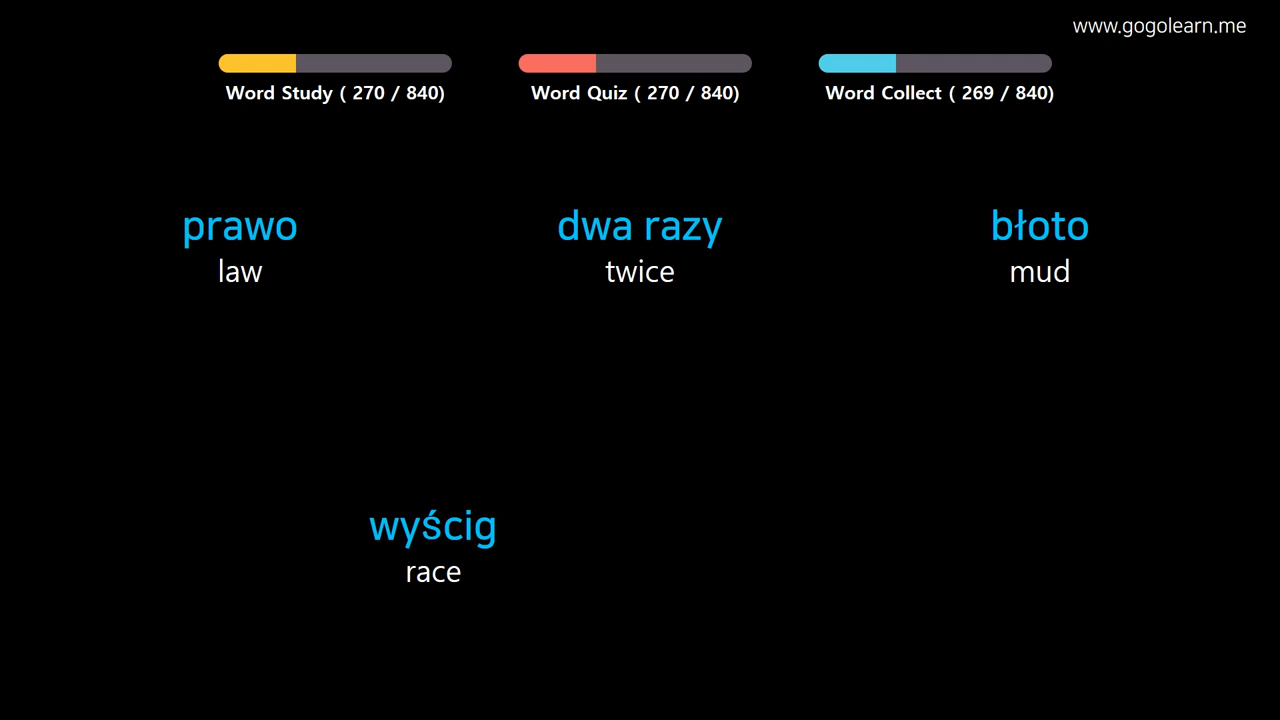 www.gogolearn.me
Word Study ( 270 / 840)
Word Quiz ( 270 / 840)
Word Collect ( 269 / 840)
prawo
law
dwa razy
twice
błoto
mud
wyścig
race